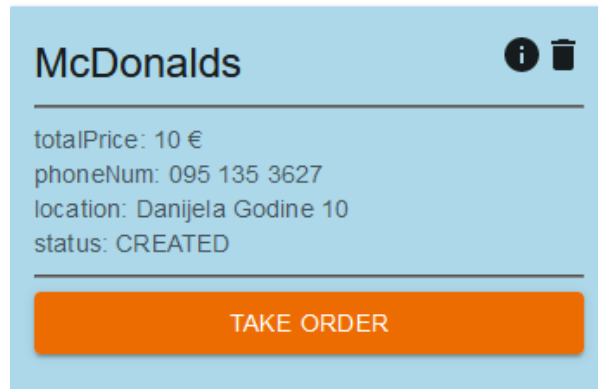 McDonalds
totalPrice: 10 €
phoneNum: 095 135 3627
location: Danijela Godine 10
status: CREATED
TAKE ORDER